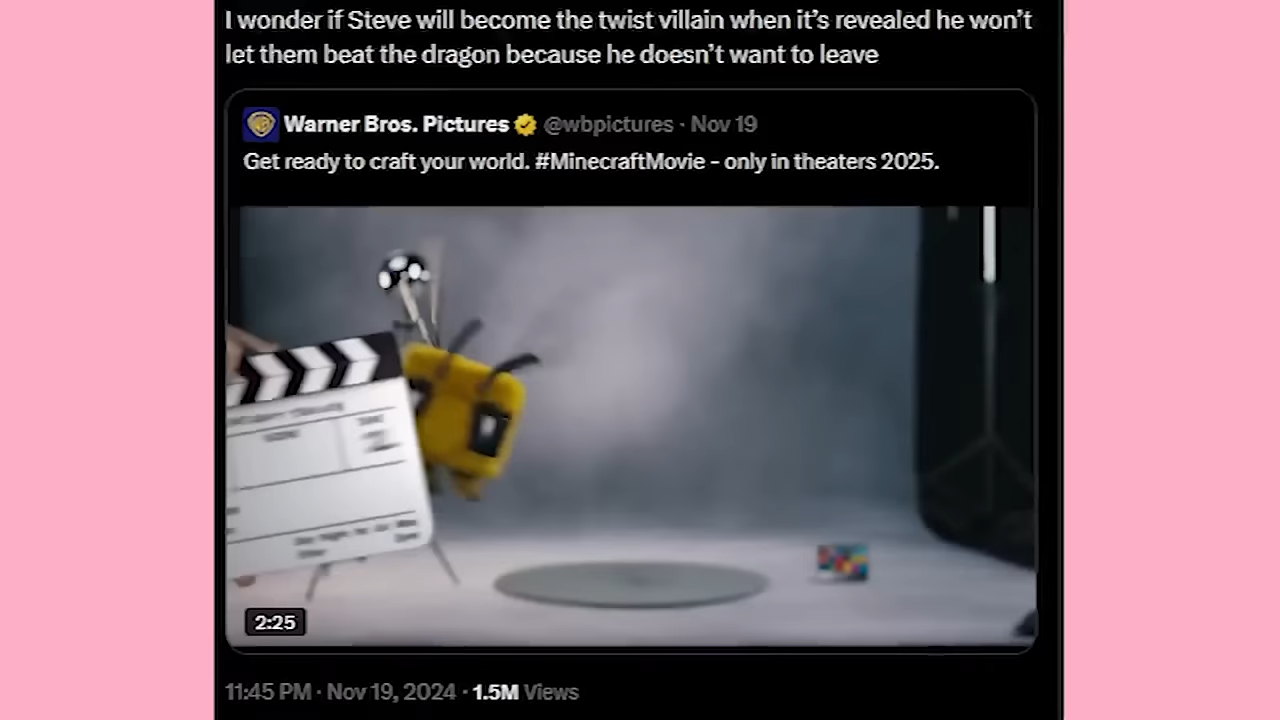 I wonder if Steve will become the twist villain when it’s revealed he won’t
let them beat the dragon because he doesn’t want to leave
Warner Bros. Pictures @wbpictures · Nov 19
Get ready to craft your world. #MinecraftMovie - only in theaters 2025.
2:25
11:45 PM · Nov 19, 2024 · 1.5M Views